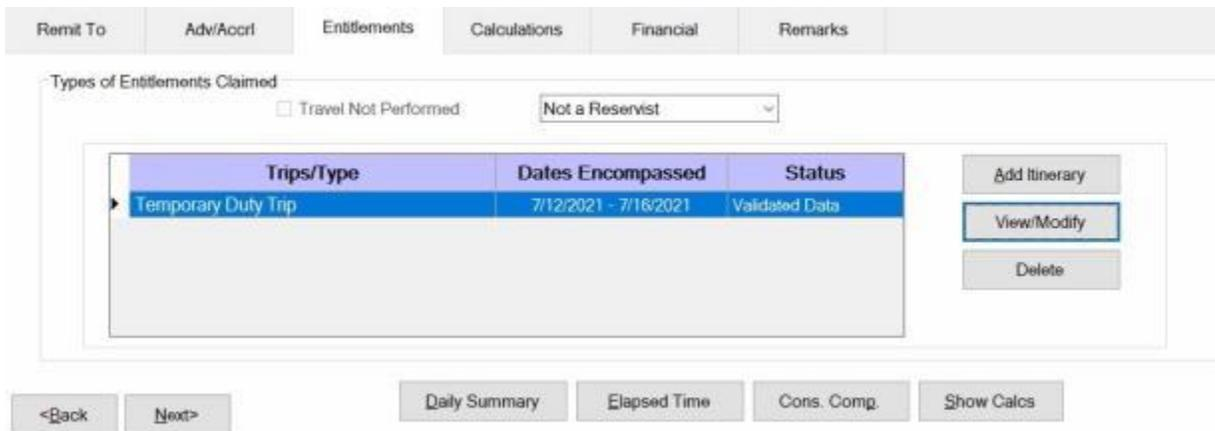 Remit To Adv/Accrl Entitlements Calculations Financial Remarks
Types of Entitlements Claimed
Travel Not Performed Not a Reservist
Trips/Type Dates Encompassed Status
Temporary Duty Trip 7/12/2021 - 7/16/2021 Validated Data
Add Itinerary
View/Modify
Delete
<Back Next> Daily Summary Elapsed Time Cons. Comp. Show Calcs